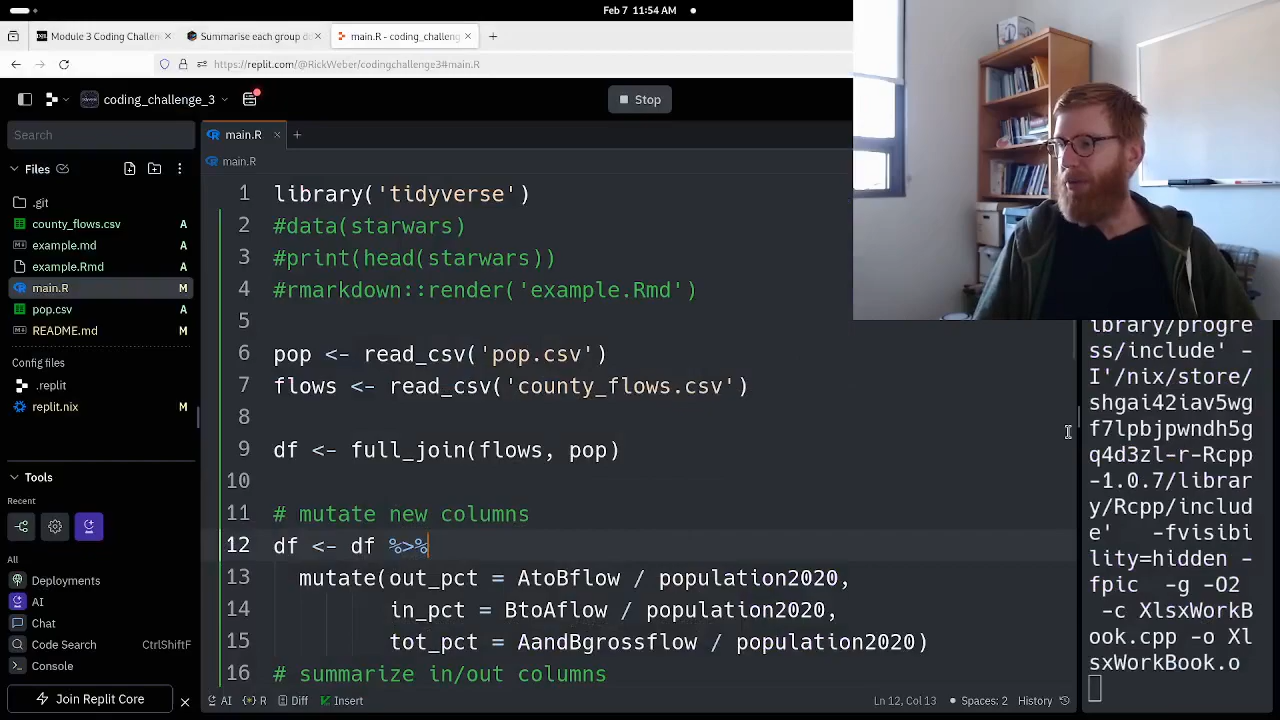 Feb 7 11:54 AM
Module 3 Coding Challen
Summarise each group do
main.R - coding_challeng
https://replit.com/@RickWeber/codingchallenge3#main.R
coding_challenge_3
Stop
Search
main.R
Files
main.R
.git
county_flows.csv A
example.md A
example.Rmd A
main.R M
pop.csv A
README.md M
Config files
.replit
replit.nix M
Tools
Recent
All
Deployments
AI
Chat
Code Search CtrlShiftF
Console
Join Replit Core
1 library('tidyverse')
2 #data(starwars)
3 #print(head(starwars))
4 #rmarkdown::render('example.Rmd')
5
6 pop <- read_csv('pop.csv')
7 flows <- read_csv('county_flows.csv')
8
9 df <- full_join(flows, pop)
10
11 # mutate new columns
12 df <- df %>%
13 mutate(out_pct = AtoBflow / population2020,
14 in_pct = BtoAflow / population2020,
15 tot_pct = AandBgrossflow / population2020)
16 # summarize in/out columns
AI R Diff Insert
Ln 12, Col 13 Spaces: 2 History
ibrary/progre
ss/include' -
I'/nix/store/
shgai42iav5wg
f7lpbjpwndh5g
q4d3zl-r-Rcpp
-1.0.7/librar
y/Rcpp/includ
e' -fvisibi
lity=hidden -
fpic -g -O2
-c XlsxWorkB
ook.cpp -o Xl
sxWorkBook.o